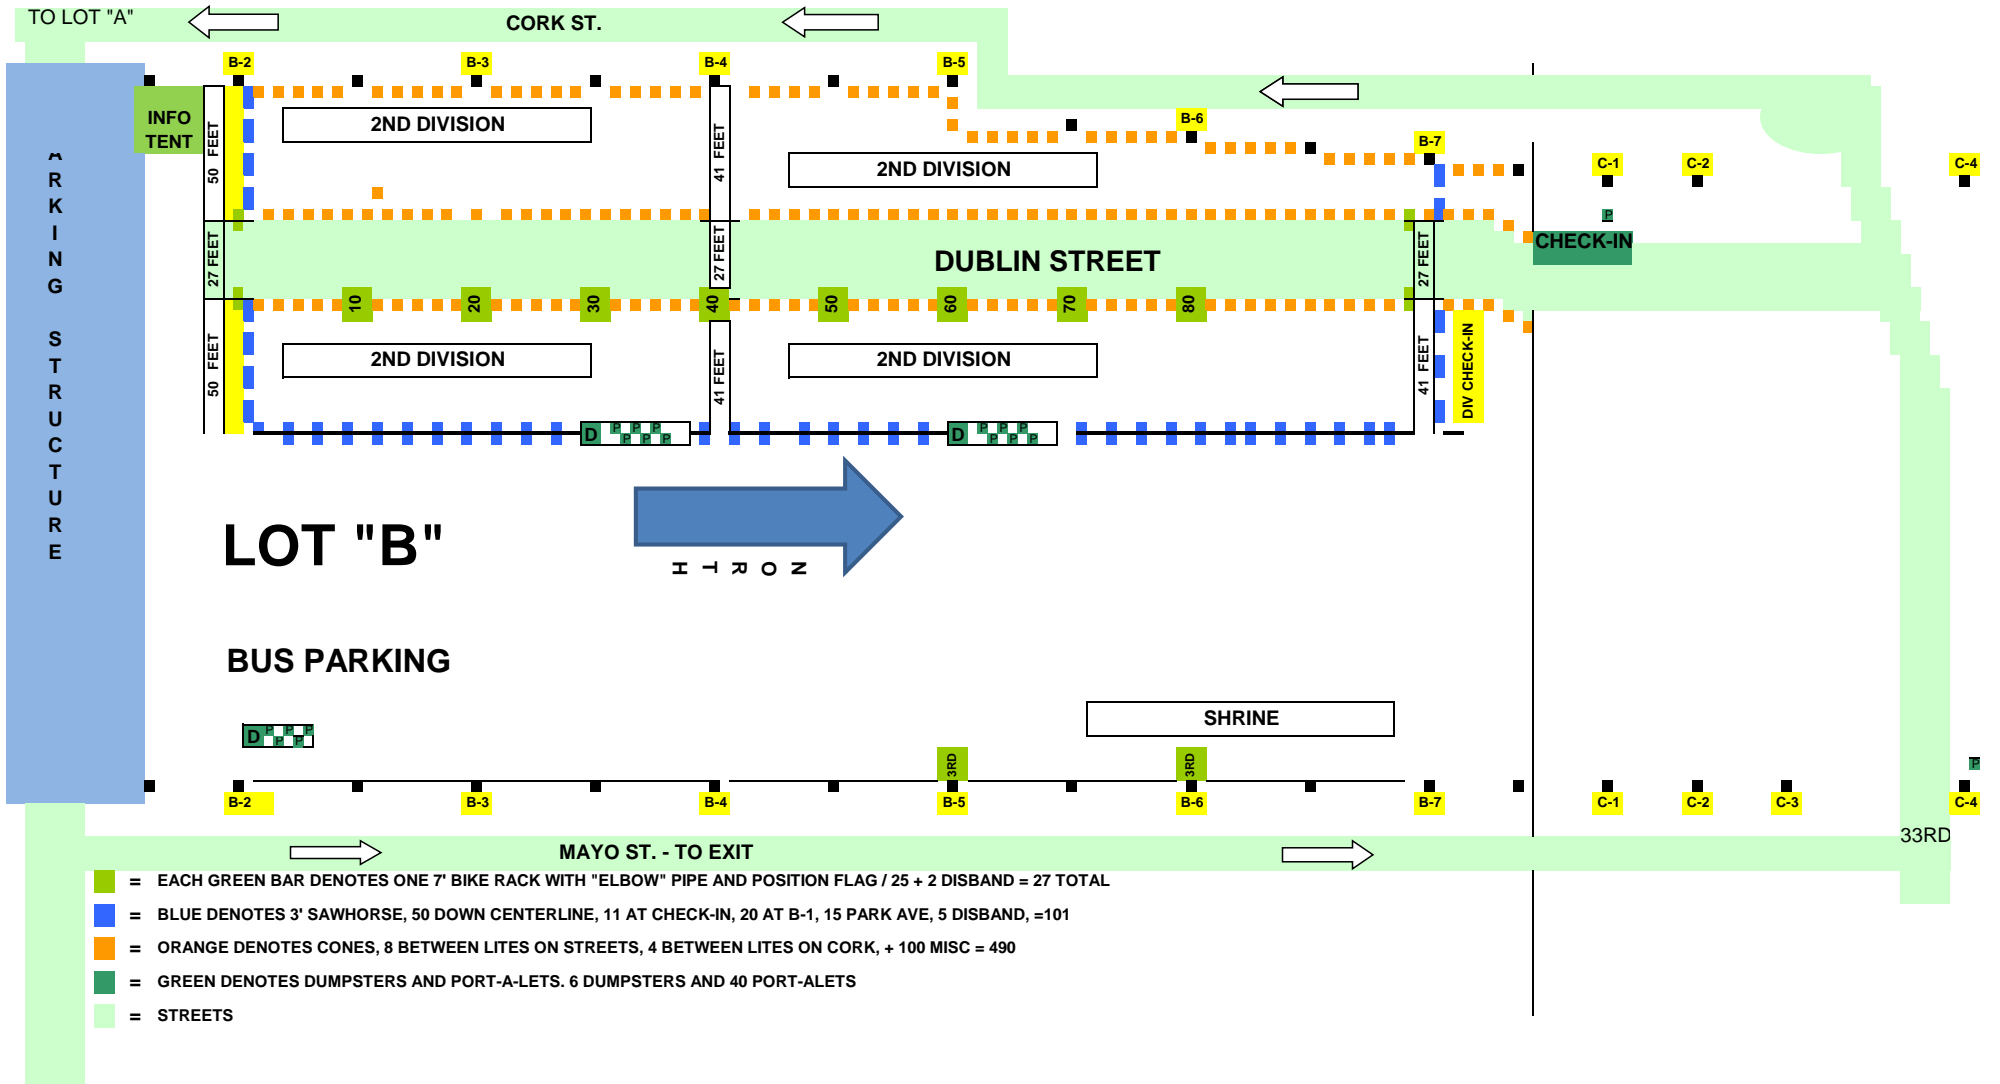 TO LOT "A"
CORK ST.
B-2
B-3
B-4
B-5
B-6
B-7
C-1
C-2
C-4
INFO
TENT
ARKING STRUCTURE
50 FEET
2ND DIVISION
41 FEET
2ND DIVISION
P
CHECK-IN
27 FEET
27 FEET
DUBLIN STREET
27 FEET
10
20
30
40
50
60
70
80
50 FEET
2ND DIVISION
41 FEET
2ND DIVISION
41 FEET
DIV CHECK-IN
D P P P P P P
D P P P P P P
LOT "B"
NORTH
BUS PARKING
SHRINE
D P P P P P
3RD
3RD
P
B-2
B-3
B-4
B-5
B-6
B-7
C-1
C-2
C-3
C-4
33RD
MAYO ST. - TO EXIT
= EACH GREEN BAR DENOTES ONE 7' BIKE RACK WITH "ELBOW" PIPE AND POSITION FLAG / 25 + 2 DISBAND = 27 TOTAL
= BLUE DENOTES 3' SAWHORSE, 50 DOWN CENTERLINE, 11 AT CHECK-IN, 20 AT B-1, 15 PARK AVE, 5 DISBAND, =101
= ORANGE DENOTES CONES, 8 BETWEEN LITES ON STREETS, 4 BETWEEN LITES ON CORK, + 100 MISC = 490
= GREEN DENOTES DUMPSTERS AND PORT-A-LETS. 6 DUMPSTERS AND 40 PORT-ALETS
= STREETS